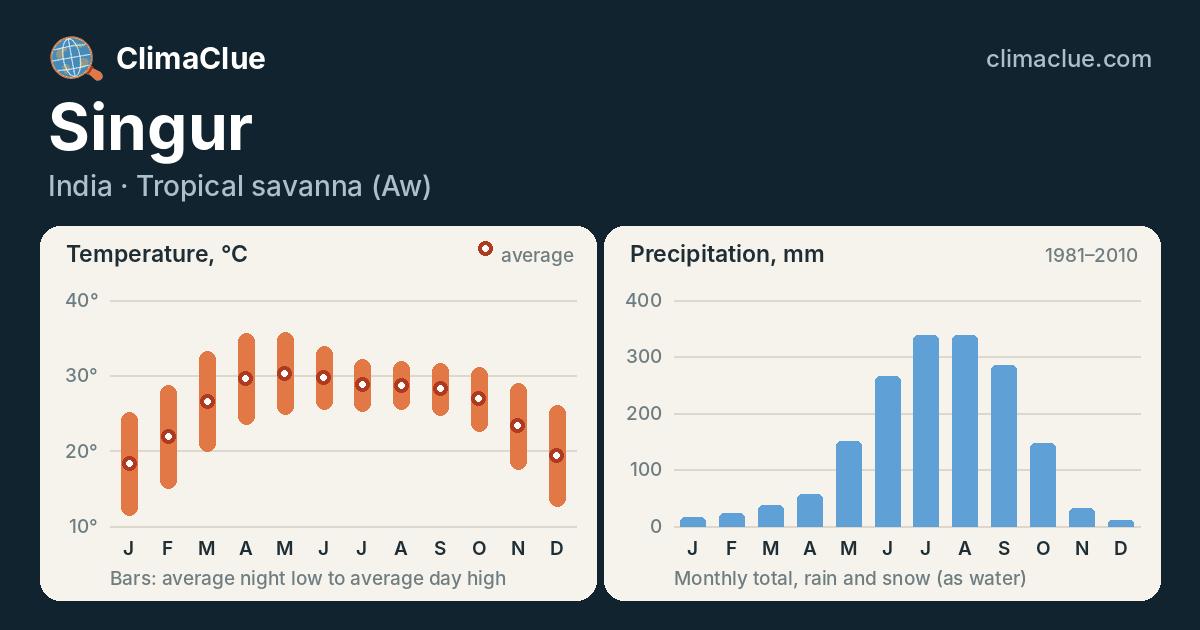 ClimaClue
climaclue.com
Singur
India · Tropical savanna (Aw)
Temperature, °C
average
40°
30°
20°
10°
J F M A M J J A S O N D
Bars: average night low to average day high
Precipitation, mm
1981–2010
400
300
200
100
0
J F M A M J J A S O N D
Monthly total, rain and snow (as water)